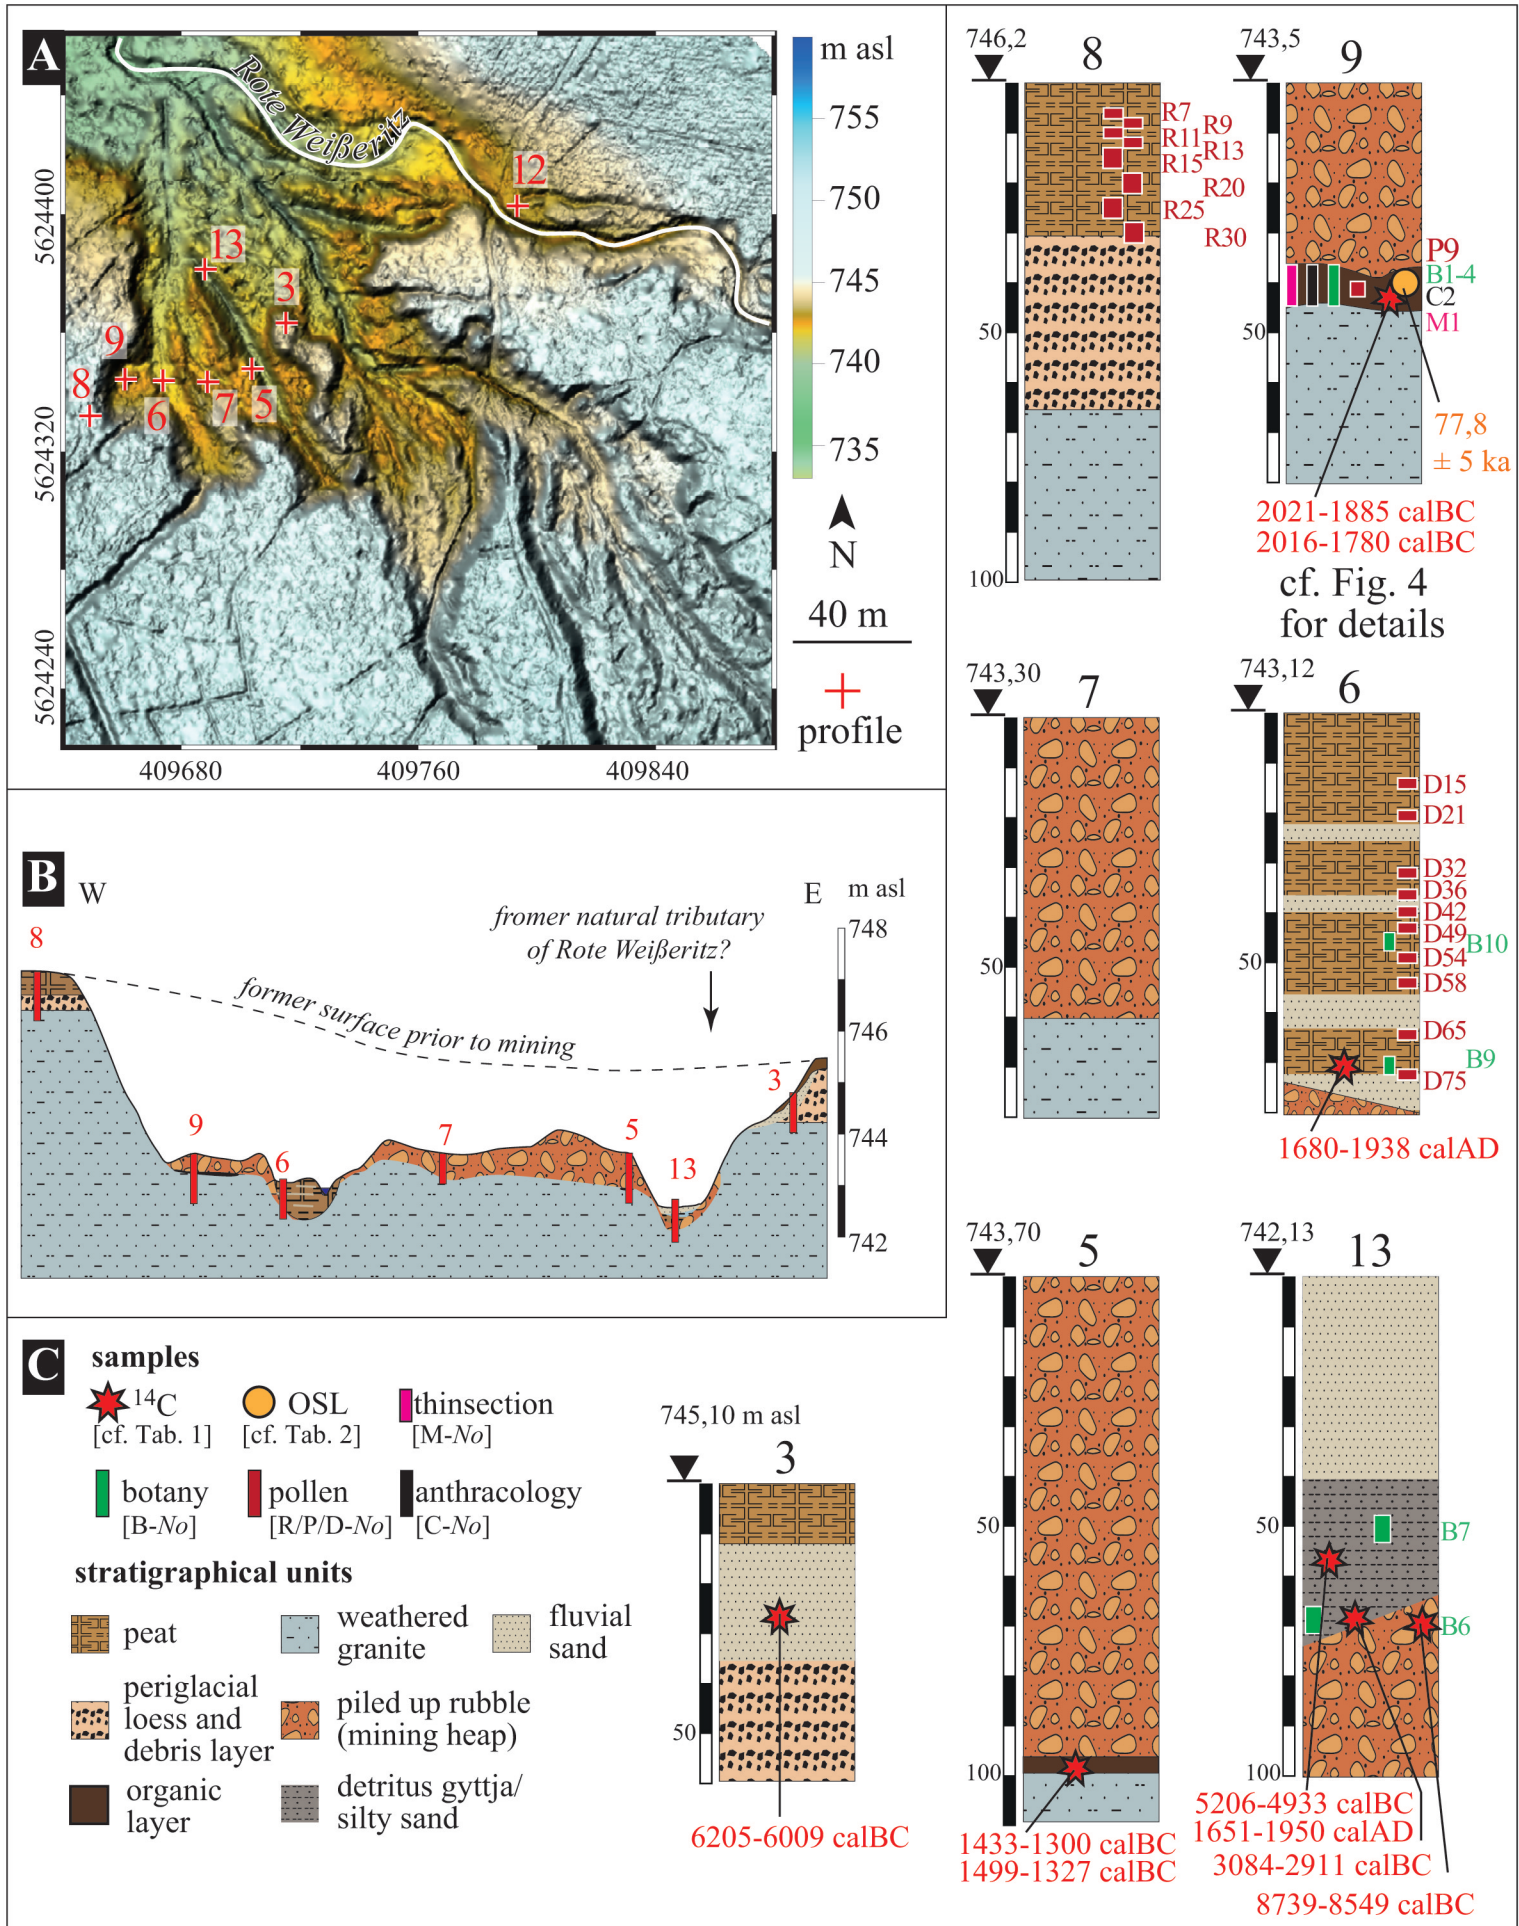 A
Rote Weißeritz
12
13
3
9
8
6
7
5
5624400
5624320
5624240
409680
409760
409840
m asl
755
750
745
740
735
N
40 m
profile
B
W
E
m asl
748
746
744
742
8
fromer natural tributary
of Rote Weißeritz?
former surface prior to mining
9
6
7
5
13
3
C
samples
14C
[cf. Tab. 1]
OSL
[cf. Tab. 2]
thinsection
[M-No]
botany
[B-No]
pollen
[R/P/D-No]
anthracology
[C-No]
stratigraphical units
peat
weathered
granite
fluvial
sand
periglacial
loess and
debris layer
piled up rubble
(mining heap)
organic
layer
detritus gyttja/
silty sand
745,10 m asl
3
50
6205-6009 calBC
746,2
8
R7
R9
R11
R13
R15
R20
R25
R30
50
100
743,5
9
P9
B1-4
C2
M1
50
77,8
± 5 ka
2021-1885 calBC
2016-1780 calBC
cf. Fig. 4
for details
743,30
7
50
743,12
6
D15
D21
D32
D36
D42
D49
B10
D54
D58
D65
B9
D75
50
1680-1938 calAD
743,70
5
50
100
1433-1300 calBC
1499-1327 calBC
742,13
13
50
B7
B6
100
5206-4933 calBC
1651-1950 calAD
3084-2911 calBC
8739-8549 calBC